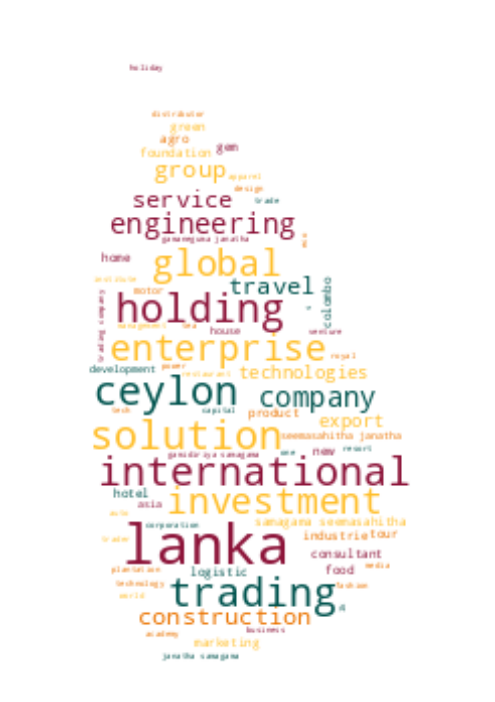 holiday
distributor
green
agro
gem
foundation
group apparel
design
service trade
engineering
gamaneguma janatha
home
global
institute travel
motor colombo
holding
trading company
management tea house venture
enterprise royal
development power
restaurant technologies
ceylon company
tech capital product
export
solution seemasahitha janatha
gamidiriya samagama one new resort
international
hotel
asia investment
auto
corporation samagama seemasahitha
trader industrie tour
lanka consultant
plantation logistic food media
technology fashion
world trading
construction
academy business
marketing
janatha samagama